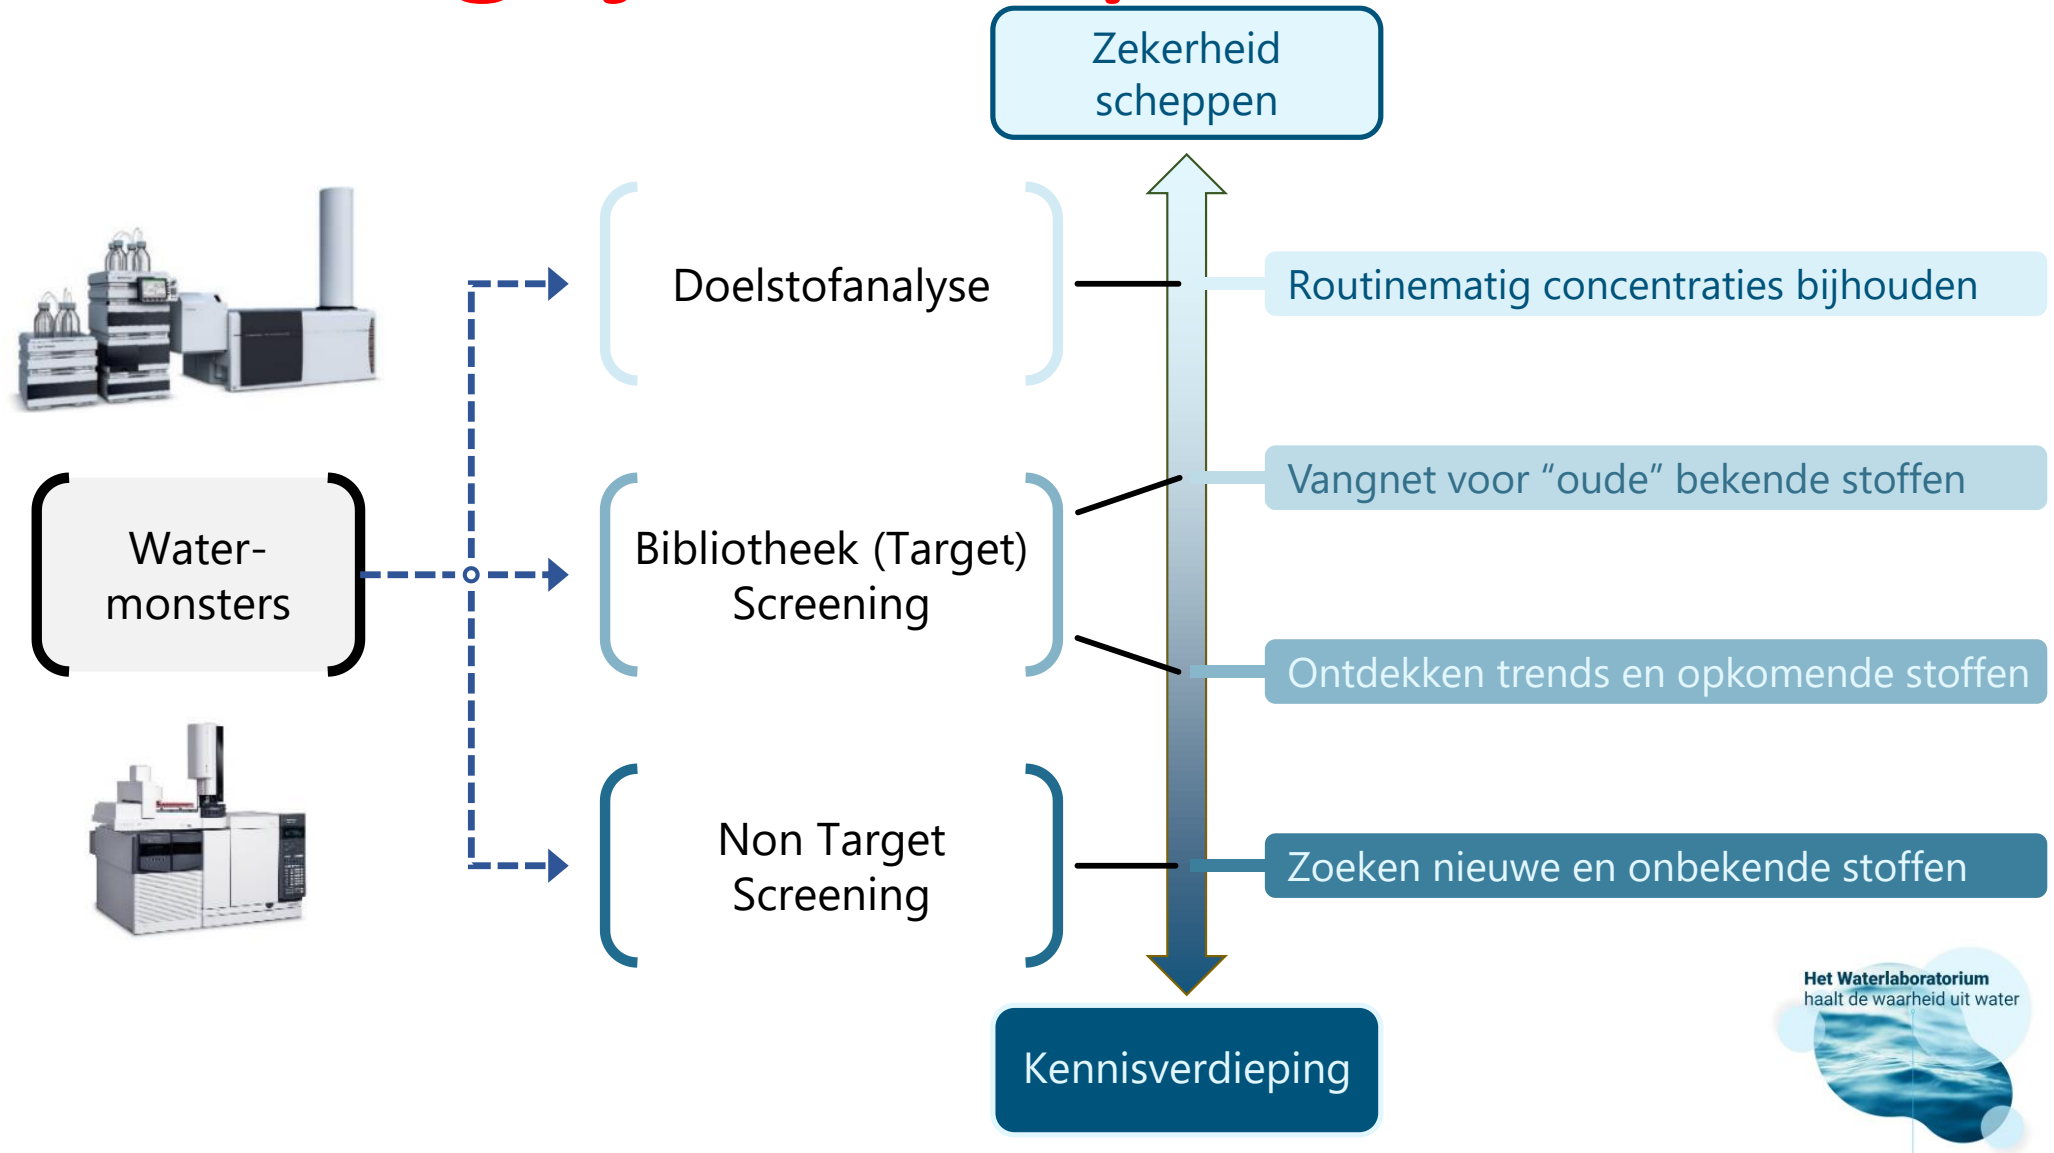 Zekerheid
scheppen
Doelstofanalyse
Routinematig concentraties bijhouden
Vangnet voor “oude” bekende stoffen
Water-
monsters
Bibliotheek (Target)
Screening
Ontdekken trends en opkomende stoffen
Non Target
Screening
Zoeken nieuwe en onbekende stoffen
Het Waterlaboratorium
haalt de waarheid uit water
Kennisverdieping